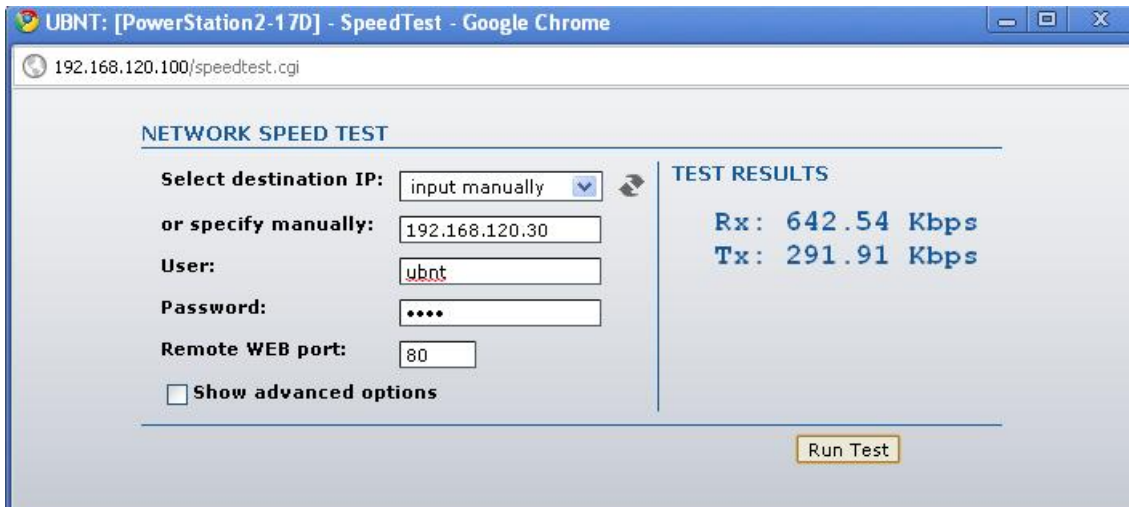 UBNT: [PowerStation2-17D] - SpeedTest - Google Chrome
192.168.120.100/speedtest.cgi
NETWORK SPEED TEST
Select destination IP: input manually
or specify manually: 192.168.120.30
User: ubnt
Password: ••••
Remote WEB port: 80
Show advanced options
TEST RESULTS
Rx: 642.54 Kbps
Tx: 291.91 Kbps
Run Test